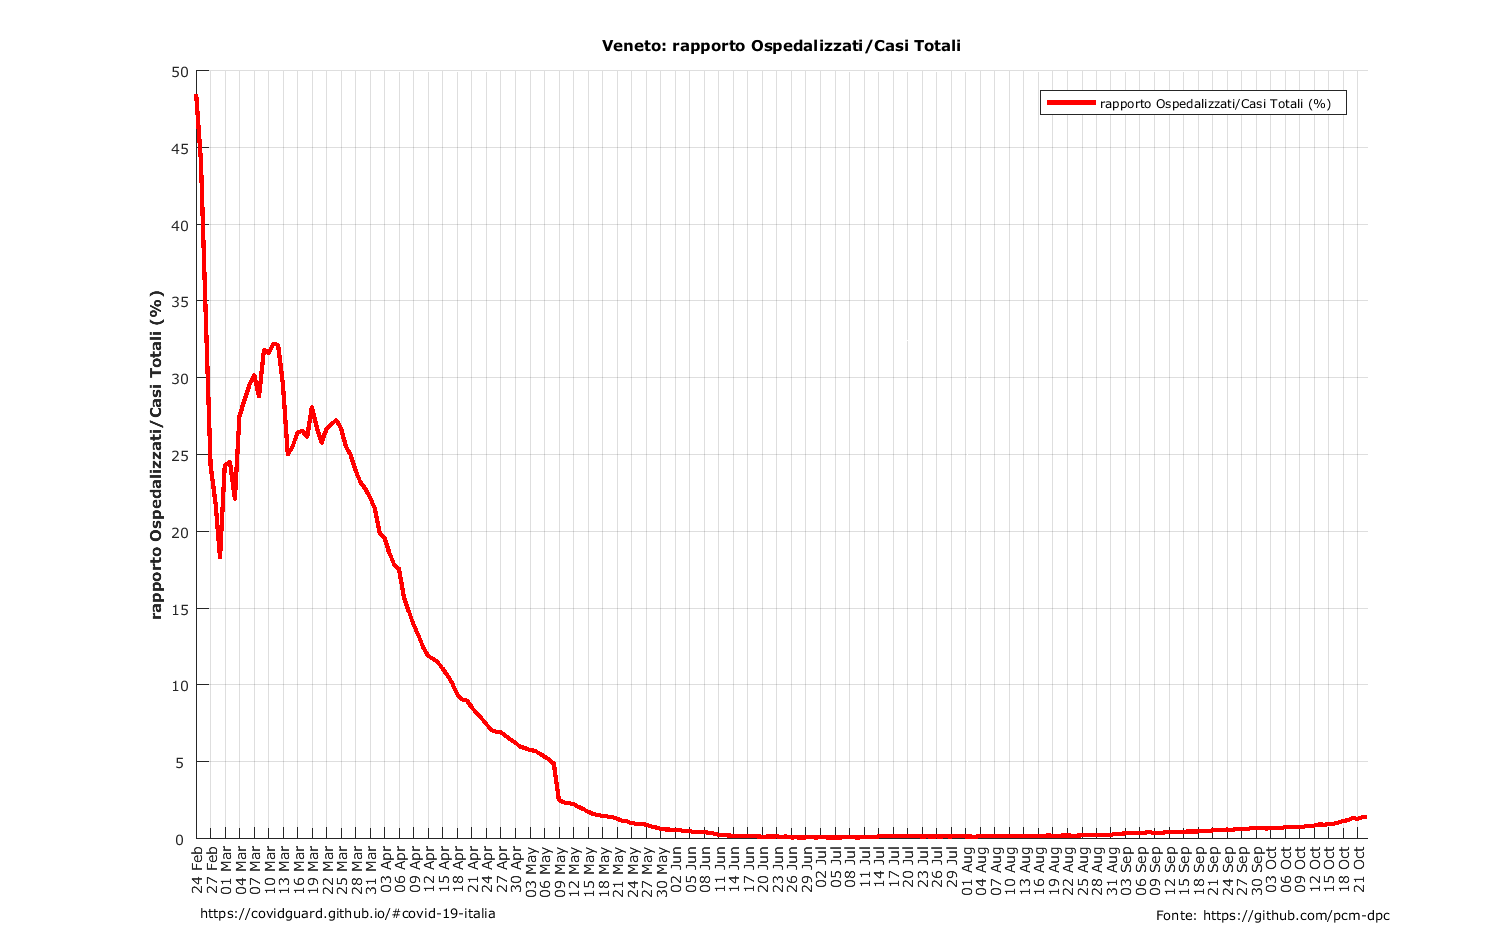 Veneto: rapporto Ospedalizzati/Casi Totali
rapporto Ospedalizzati/Casi Totali (%)
rapporto Ospedalizzati/Casi Totali (%)
50
45
40
35
30
25
20
15
10
5
0
24 Feb
27 Feb
01 Mar
04 Mar
07 Mar
10 Mar
13 Mar
16 Mar
19 Mar
22 Mar
25 Mar
28 Mar
31 Mar
03 Apr
06 Apr
09 Apr
12 Apr
15 Apr
18 Apr
21 Apr
24 Apr
27 Apr
30 Apr
03 May
06 May
09 May
12 May
15 May
18 May
21 May
24 May
27 May
30 May
02 Jun
05 Jun
08 Jun
11 Jun
14 Jun
17 Jun
20 Jun
23 Jun
26 Jun
29 Jun
02 Jul
05 Jul
08 Jul
11 Jul
14 Jul
17 Jul
20 Jul
23 Jul
26 Jul
29 Jul
01 Aug
04 Aug
07 Aug
10 Aug
13 Aug
16 Aug
19 Aug
22 Aug
25 Aug
28 Aug
31 Aug
03 Sep
06 Sep
09 Sep
12 Sep
15 Sep
18 Sep
21 Sep
24 Sep
27 Sep
30 Sep
03 Oct
06 Oct
09 Oct
12 Oct
15 Oct
18 Oct
21 Oct
https://covidguard.github.io/#covid-19-italia
Fonte: https://github.com/pcm-dpc